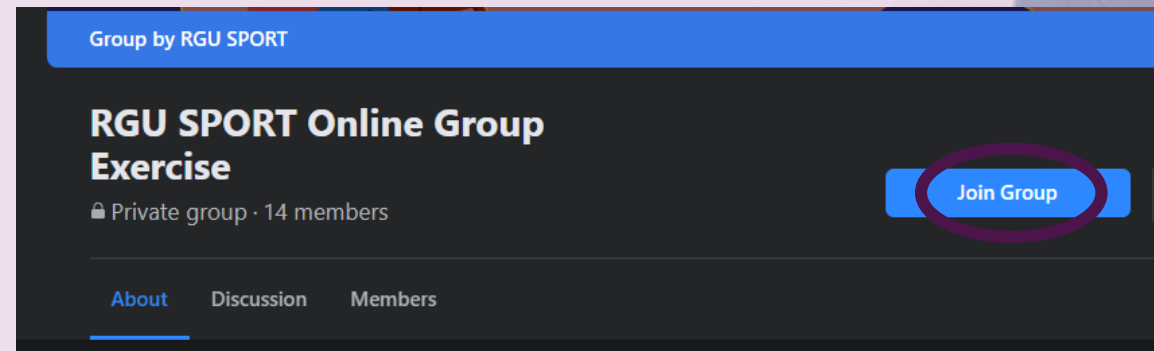 Group by RGU SPORT
RGU SPORT Online Group
Exercise
Private group · 14 members
Join Group
About Discussion Members